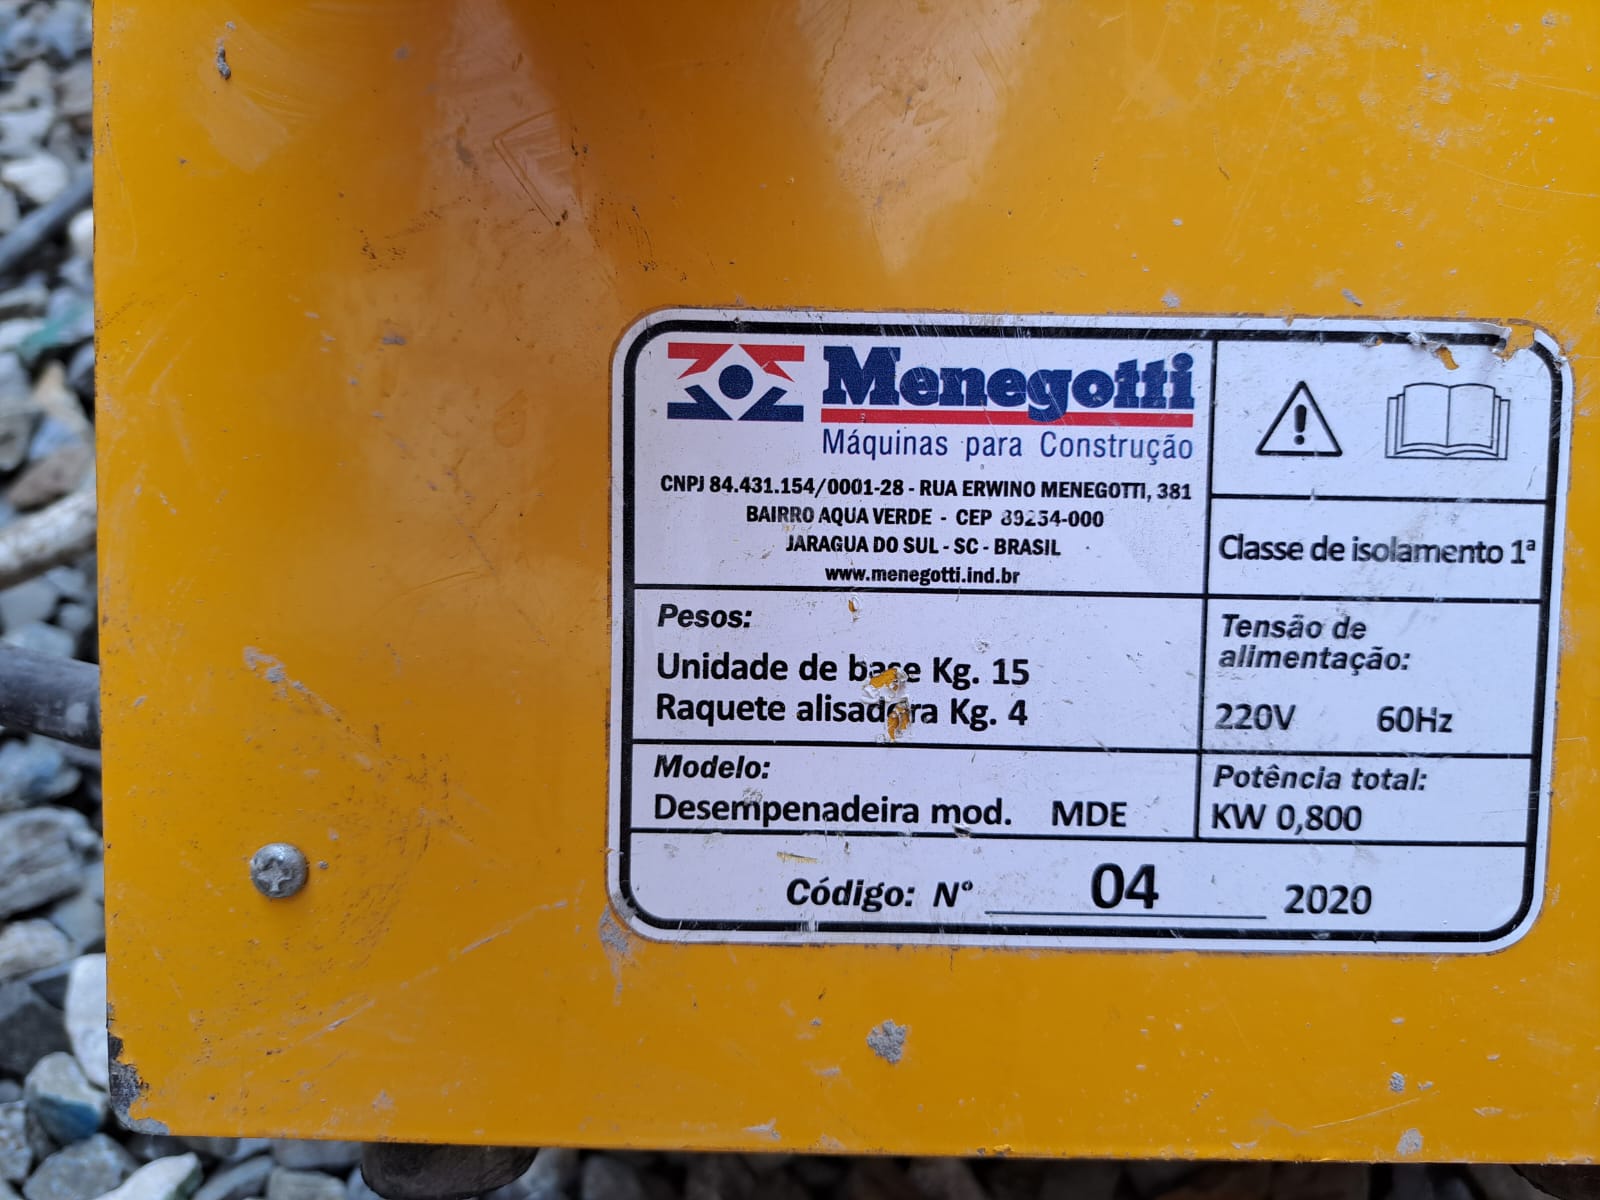 Menegotti
Máquinas para Construção
CNPJ 84.431.154/0001-28 - RUA ERWINO MENEGOTTI, 381
BAIRRO AQUA VERDE - CEP 89254-000
JARAGUA DO SUL - SC - BRASIL
www.menegotti.ind.br
Classe de isolamento 1ª
Pesos:
Unidade de base Kg. 15
Raquete alisadora Kg. 4
Tensão de
alimentação:
220V 60Hz
Modelo:
Desempenadeira mod. MDE
Potência total:
KW 0,800
Código: Nº 04 2020